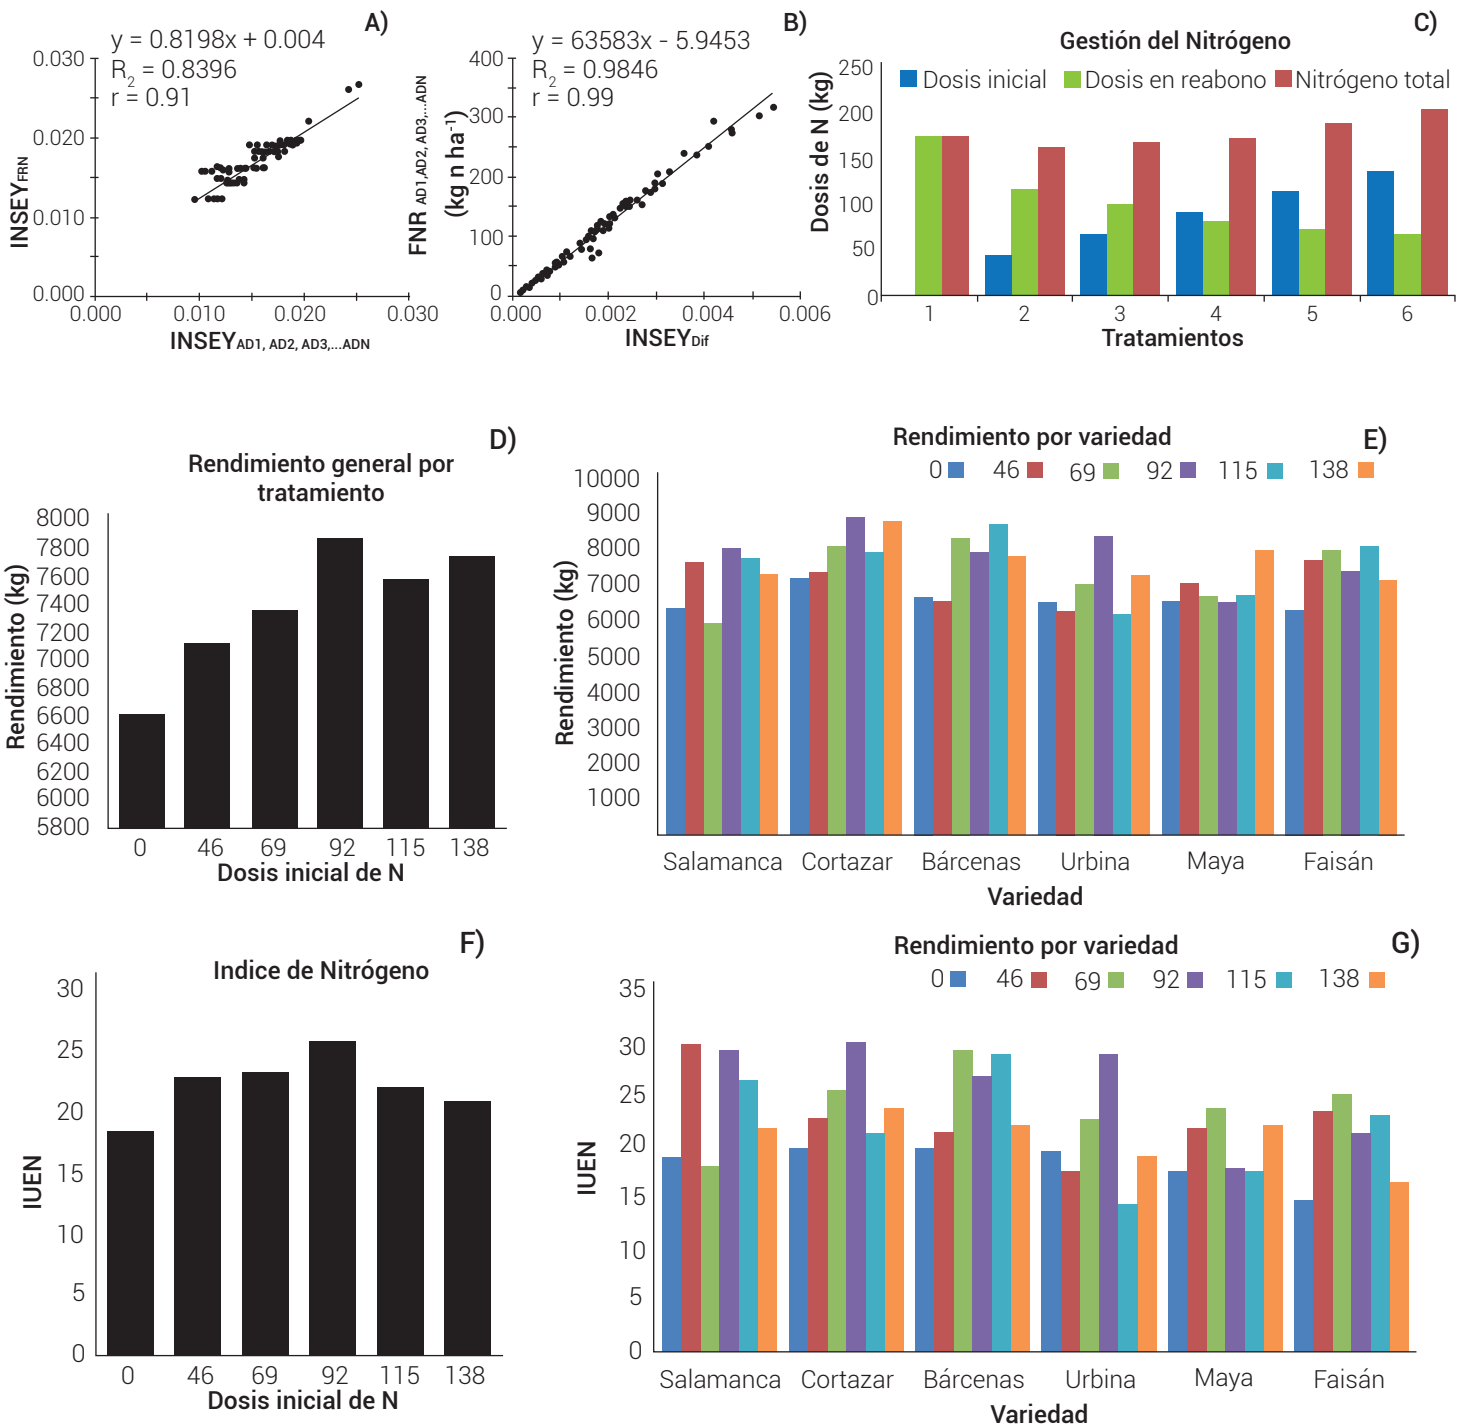 A)
y = 0.8198x + 0.004
R2 = 0.8396
r = 0.91
0.030
0.020
0.010
0.000
INSEYFRN
0.000 0.010 0.020 0.030
INSEYAD1, AD2, AD3,...ADN
B)
y = 63583x - 5.9453
R2 = 0.9846
r = 0.99
400
300
200
100
0
FNR AD1,AD2, AD3,...ADN
(kg n ha-1)
0.000 0.002 0.004 0.006
INSEYDif
C)
Gestión del Nitrógeno
Dosis inicial Dosis en reabono Nitrógeno total
250
200
150
100
50
0
Dosis de N (kg)
1 2 3 4 5 6
Tratamientos
D)
Rendimiento general por
tratamiento
8000
7800
7600
7400
7200
7000
6800
6600
6400
6200
6000
5800
Rendimiento (kg)
0 46 69 92 115 138
Dosis inicial de N
E)
Rendimiento por variedad
0 46 69 92 115 138
10000
9000
8000
7000
6000
5000
4000
3000
2000
1000
Rendimiento (kg)
Salamanca Cortazar Bárcenas Urbina Maya Faisán
Variedad
F)
Indice de Nitrógeno
30
25
20
15
10
5
0
IUEN
0 46 69 92 115 138
Dosis inicial de N
G)
Rendimiento por variedad
0 46 69 92 115 138
35
30
25
20
15
10
5
0
IUEN
Salamanca Cortazar Bárcenas Urbina Maya Faisán
Variedad